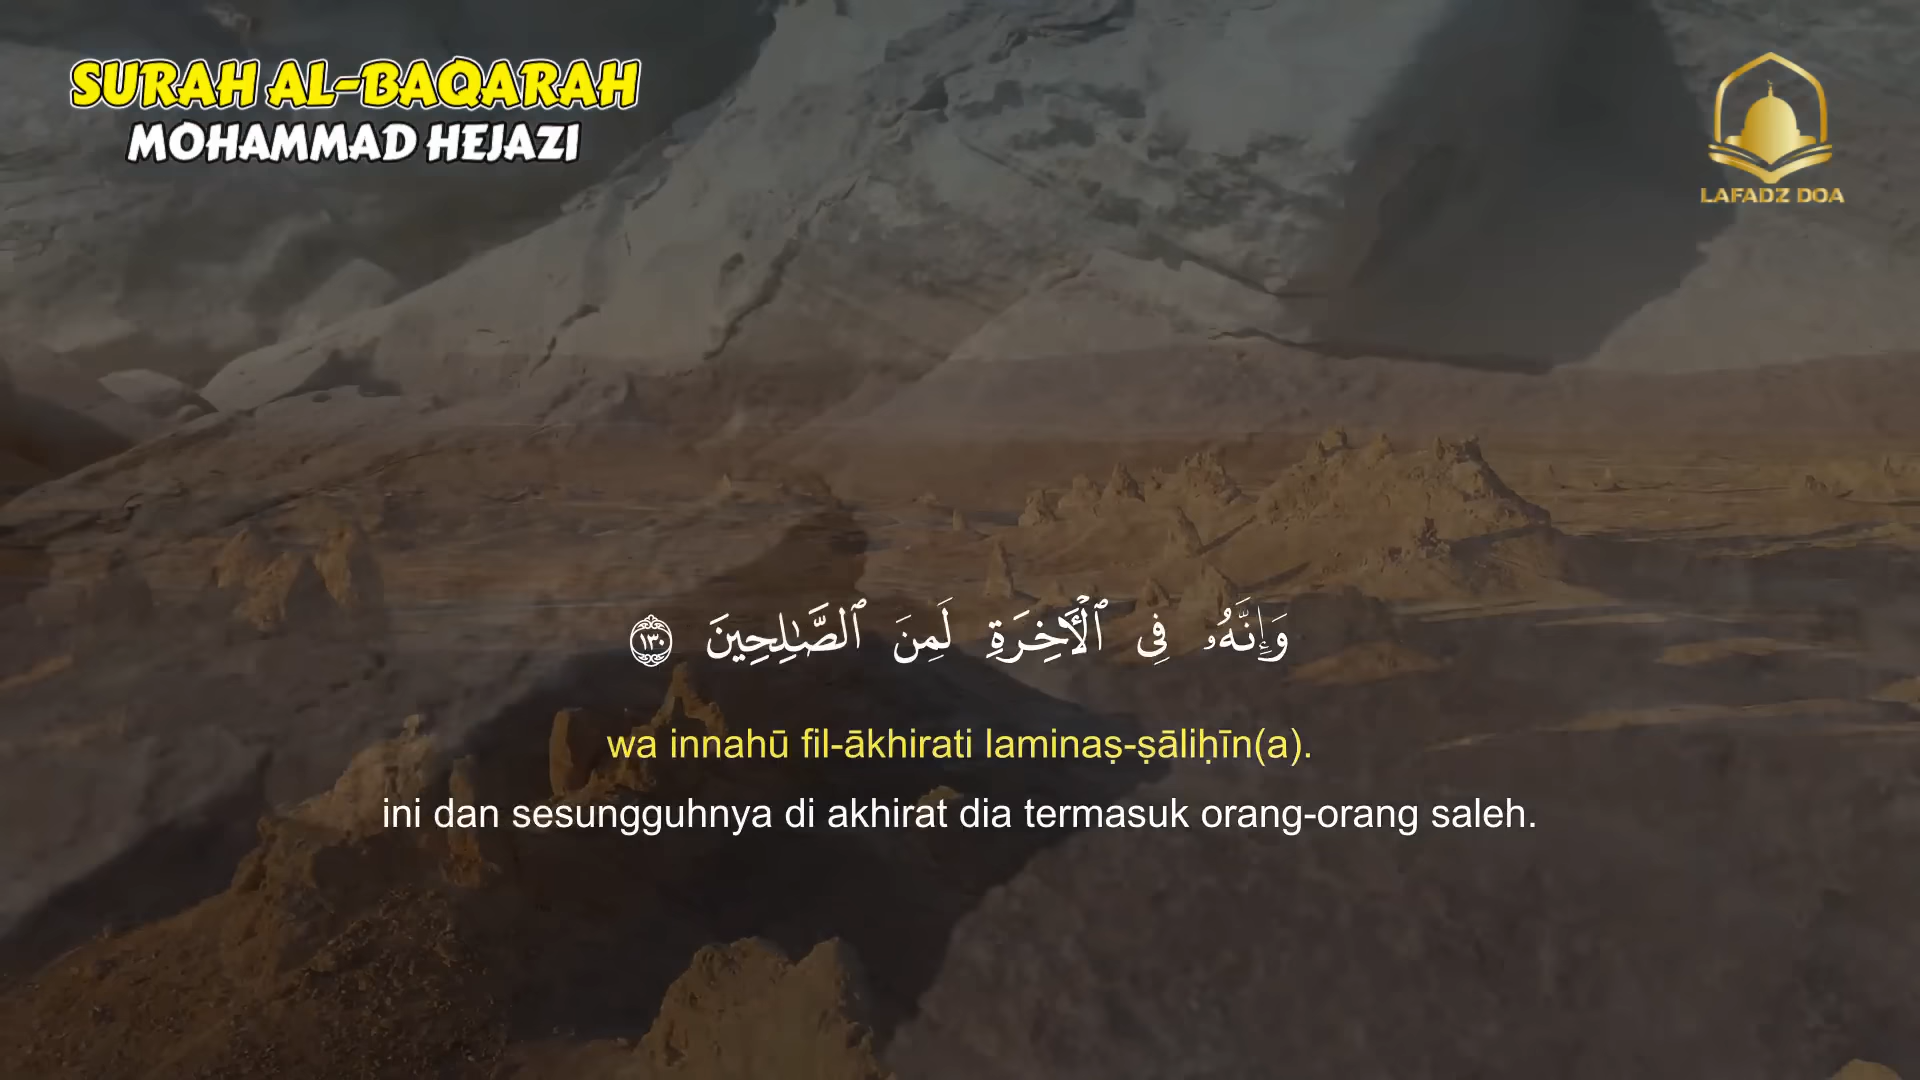 SURAH AL-BAQARAH
MOHAMMAD HEJAZI
LAFADZ DOA
وَإِنَّهُۥ فِى ٱلْـَٔاخِرَةِ لَمِنَ ٱلصَّـٰلِحِينَ ١٣٠
wa innahū fil-ākhirati laminaṣ-ṣāliḥīn(a).
ini dan sesungguhnya di akhirat dia termasuk orang-orang saleh.